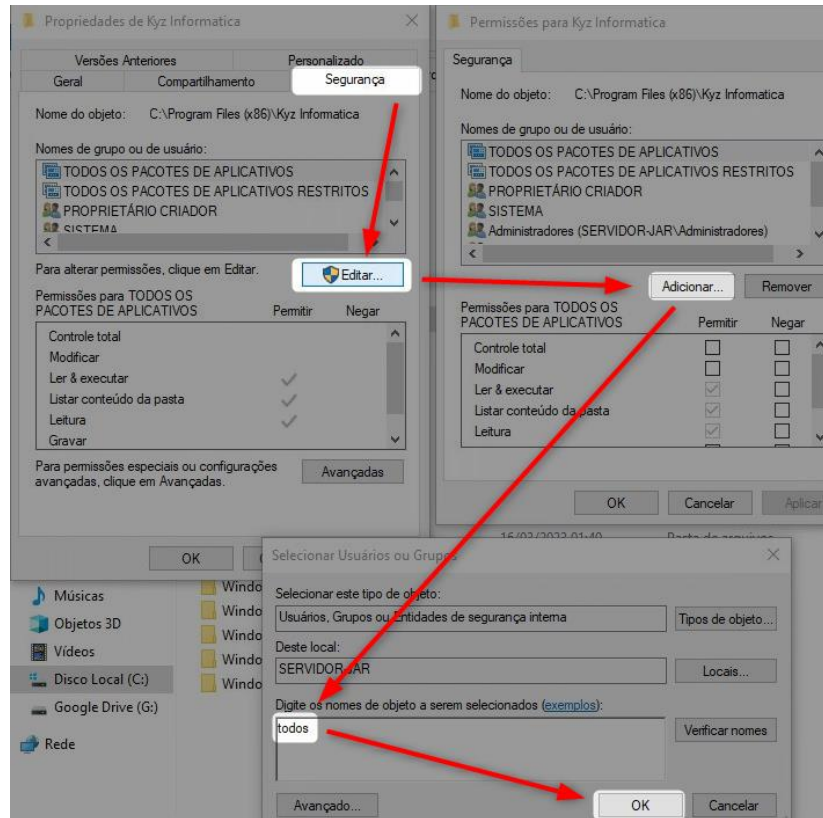 Propriedades de Kyz Informatica
Versões Anteriores
Personalizado
Geral
Compartilhamento
Segurança
Nome do objeto: C:\Program Files (x86)\Kyz Informatica
Nomes de grupo ou de usuário:
TODOS OS PACOTES DE APLICATIVOS
TODOS OS PACOTES DE APLICATIVOS RESTRITOS
PROPRIETÁRIO CRIADOR
SISTEMA
Para alterar permissões, clique em Editar.
Editar...
Permissões para TODOS OS
PACOTES DE APLICATIVOS
Permitir
Negar
Controle total
Modificar
Ler & executar
Listar conteúdo da pasta
Leitura
Gravar
Para permissões especiais ou configurações
avançadas, clique em Avançadas.
Avançadas
OK
Permissões para Kyz Informatica
Segurança
Nome do objeto: C:\Program Files (x86)\Kyz Informatica
Nomes de grupo ou de usuário:
TODOS OS PACOTES DE APLICATIVOS
TODOS OS PACOTES DE APLICATIVOS RESTRITOS
PROPRIETÁRIO CRIADOR
SISTEMA
Administradores (SERVIDOR-JAR\Administradores)
Adicionar...
Remover
Permissões para TODOS OS
PACOTES DE APLICATIVOS
Permitir
Negar
Controle total
Modificar
Ler & executar
Listar conteúdo da pasta
Leitura
OK
Cancelar
Aplicar
Músicas
Objetos 3D
Vídeos
Disco Local (C:)
Google Drive (G:)
Rede
Windo
Windo
Windo
Windo
Windo
Selecionar Usuários ou Grupos
Selecionar este tipo de objeto:
Usuários, Grupos ou Entidades de segurança interna
Tipos de objeto...
Deste local:
SERVIDOR-JAR
Locais...
Digite os nomes de objeto a serem selecionados (exemplos):
todos
Verificar nomes
Avançado...
OK
Cancelar